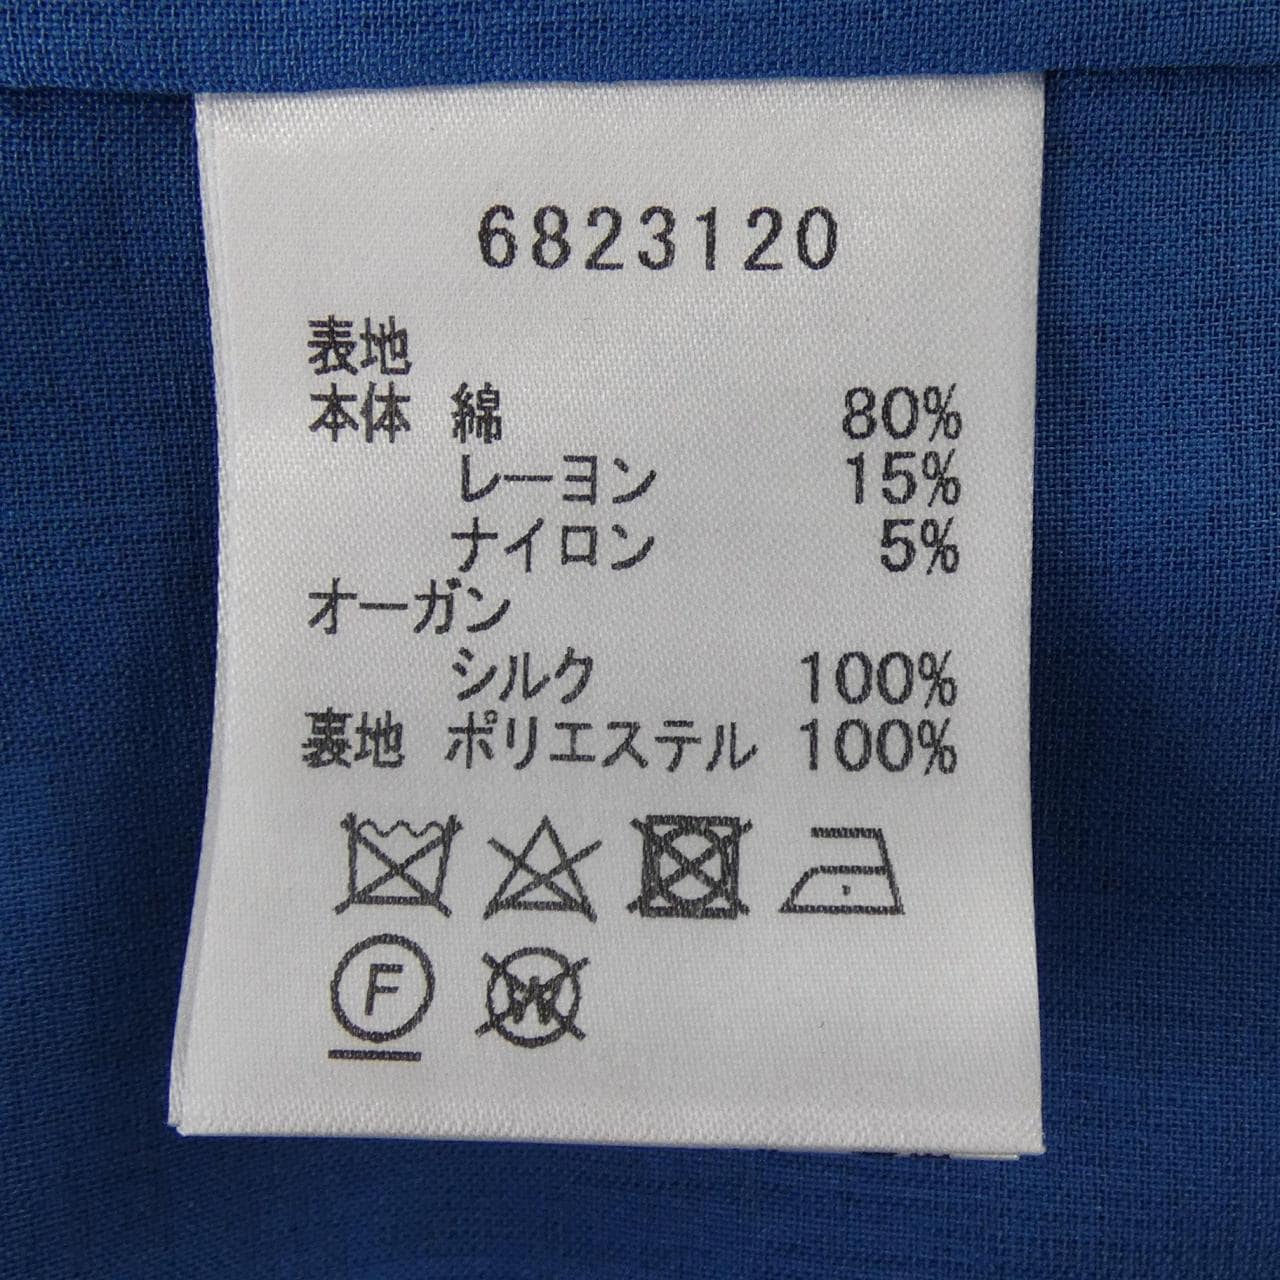 6823120
表地
本体 綿 80%
レーヨン 15%
ナイロン 5%
オーガン
シルク 100%
裏地 ポリエステル 100%
F W